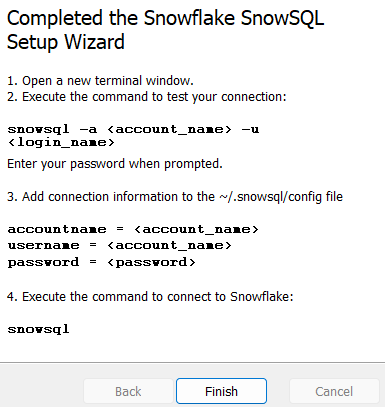 Completed the Snowflake SnowSQL
Setup Wizard
1. Open a new terminal window.
2. Execute the command to test your connection:
snowsql -a <account_name> -u
<login_name>
Enter your password when prompted.
3. Add connection information to the ~/.snowsql/config file
accountname = <account_name>
username = <account_name>
password = <password>
4. Execute the command to connect to Snowflake:
snowsql
Back Finish Cancel